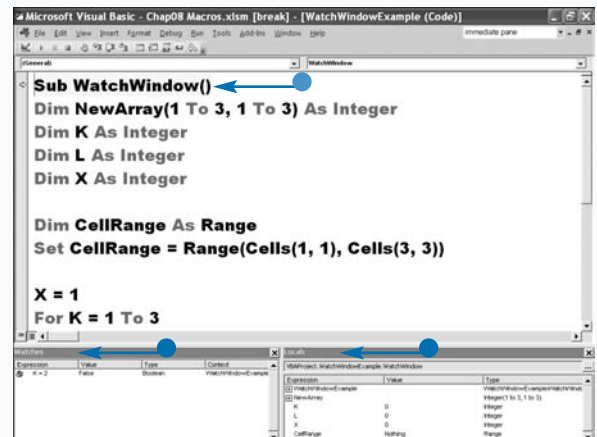 Microsoft Visual Basic - Chap08 Macros.xlsm [break] - [WatchWindowExample (Code)]
File Edit View Insert Format Debug Run Tools Add-Ins Window Help
immediate pane
(General)
WatchWindow
Sub WatchWindow()
Dim NewArray(1 To 3, 1 To 3) As Integer
Dim K As Integer
Dim L As Integer
Dim X As Integer
Dim CellRange As Range
Set CellRange = Range(Cells(1, 1), Cells(3, 3))
X = 1
For K = 1 To 3
Watches
Expression Value Type Context
K = 2 False Boolean WatchWindowExample
Locals
VBAProject.WatchWindowExample.WatchWindow
Expression Value Type
WatchWindowExample WatchWindowExample/WatchWindo
NewArray Integer(1 to 3, 1 to 3)
K 0 Integer
L 0 Integer
X 0 Integer
CellRange Nothing Range